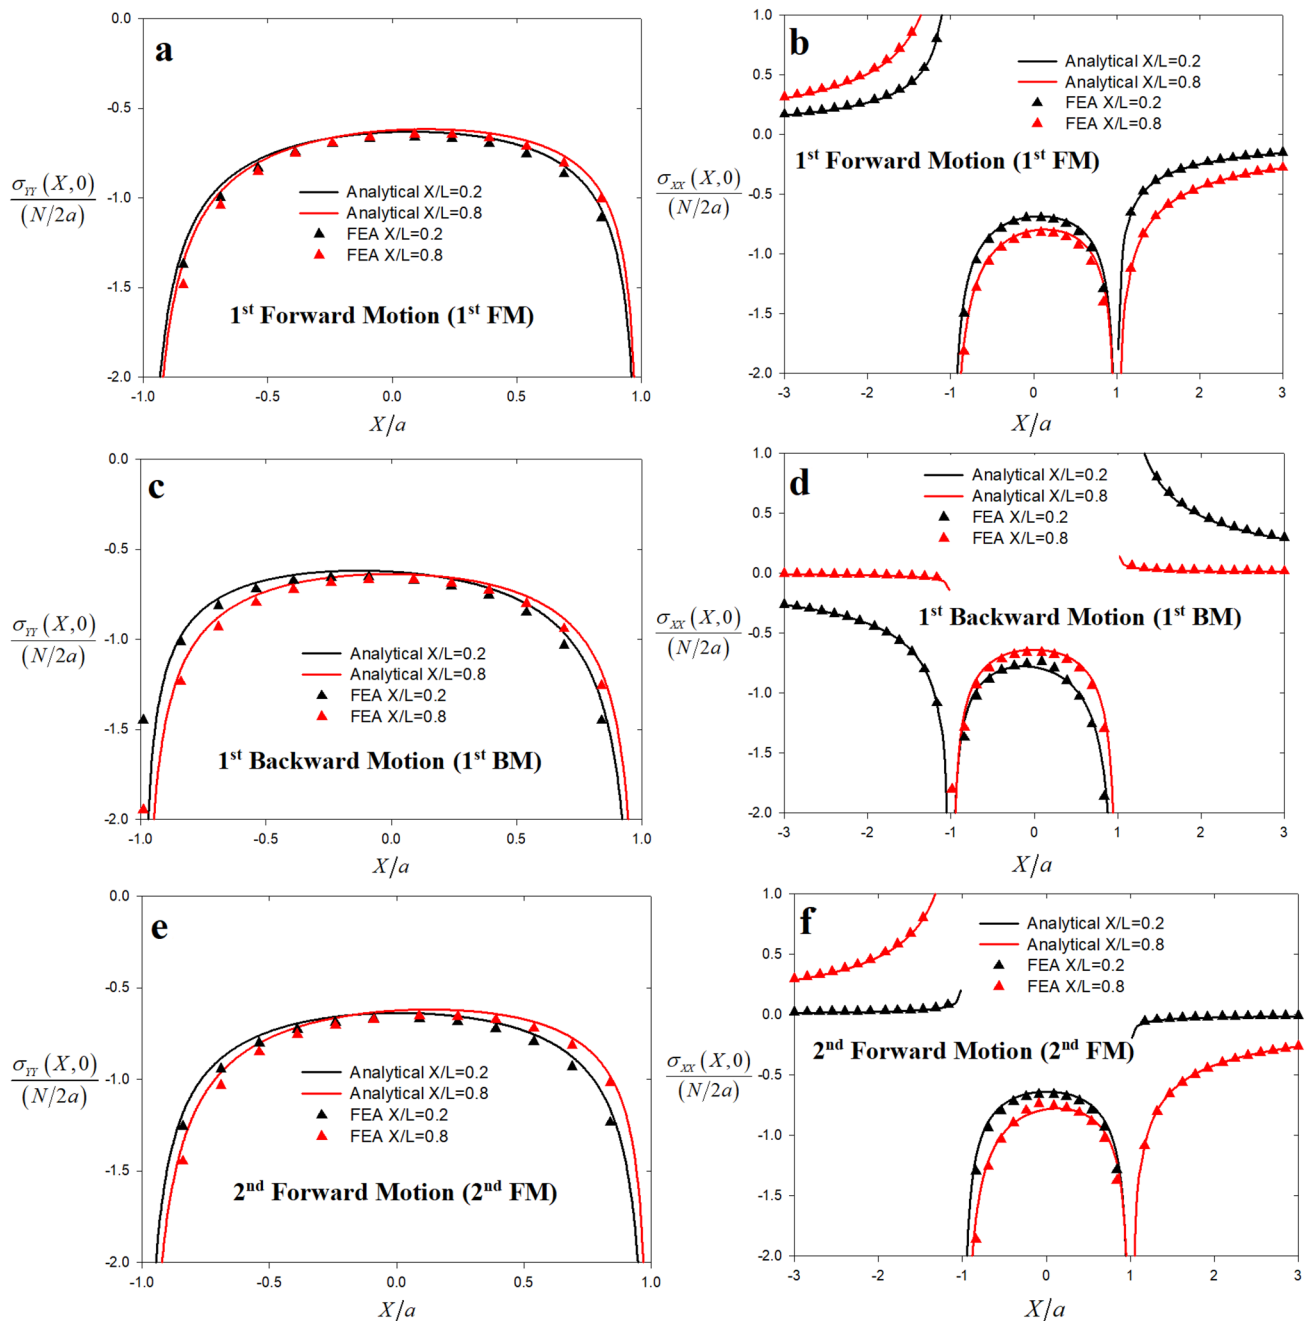 a
0.0
-0.5
-1.0
-1.5
-2.0
σ_YY (X, 0)
(N/2a)
Analytical X/L=0.2
Analytical X/L=0.8
FEA X/L=0.2
FEA X/L=0.8
1st Forward Motion (1st FM)
-1.0 -0.5 0.0 0.5 1.0
X/a
b
1.0
0.5
0.0
-0.5
-1.0
-1.5
-2.0
σ_XX (X, 0)
(N/2a)
Analytical X/L=0.2
Analytical X/L=0.8
FEA X/L=0.2
FEA X/L=0.8
1st Forward Motion (1st FM)
-3 -2 -1 0 1 2 3
X/a
c
0.0
-0.5
-1.0
-1.5
-2.0
σ_YY (X, 0)
(N/2a)
Analytical X/L=0.2
Analytical X/L=0.8
FEA X/L=0.2
FEA X/L=0.8
1st Backward Motion (1st BM)
-1.0 -0.5 0.0 0.5 1.0
X/a
d
1.0
0.5
0.0
-0.5
-1.0
-1.5
-2.0
σ_XX (X, 0)
(N/2a)
Analytical X/L=0.2
Analytical X/L=0.8
FEA X/L=0.2
FEA X/L=0.8
1st Backward Motion (1st BM)
-3 -2 -1 0 1 2 3
X/a
e
0.0
-0.5
-1.0
-1.5
-2.0
σ_YY (X, 0)
(N/2a)
Analytical X/L=0.2
Analytical X/L=0.8
FEA X/L=0.2
FEA X/L=0.8
2nd Forward Motion (2nd FM)
-1.0 -0.5 0.0 0.5 1.0
X/a
f
1.0
0.5
0.0
-0.5
-1.0
-1.5
-2.0
σ_XX (X, 0)
(N/2a)
Analytical X/L=0.2
Analytical X/L=0.8
FEA X/L=0.2
FEA X/L=0.8
2nd Forward Motion (2nd FM)
-3 -2 -1 0 1 2 3
X/a